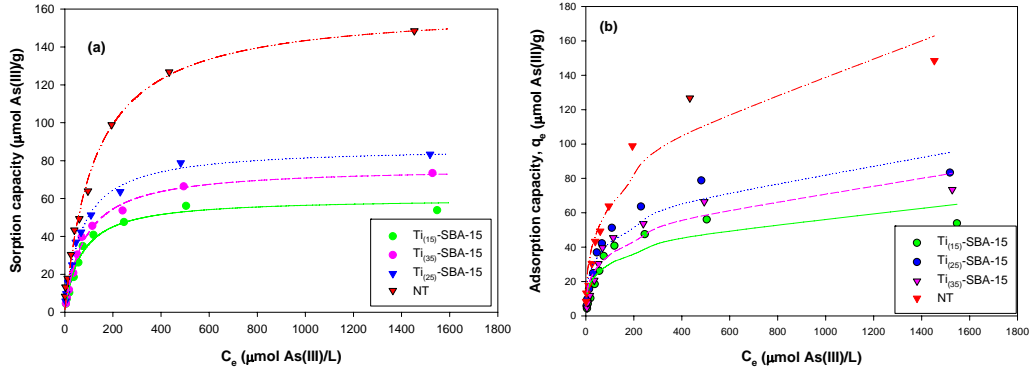 (a)
Sorption capacity (μmol As(III)/g)
160
140
120
100
80
60
40
20
0
0 200 400 600 800 1000 1200 1400 1600 1800
C_e (μmol As(III)/L)
Ti(15)-SBA-15
Ti(35)-SBA-15
Ti(25)-SBA-15
NT
(b)
Adsorption capacity, q_e (μmol As(III)/g)
180
160
140
120
100
80
60
40
20
0
0 200 400 600 800 1000 1200 1400 1600 1800
C_e (μmol As(III)/L)
Ti(15)-SBA-15
Ti(25)-SBA-15
Ti(35)-SBA-15
NT